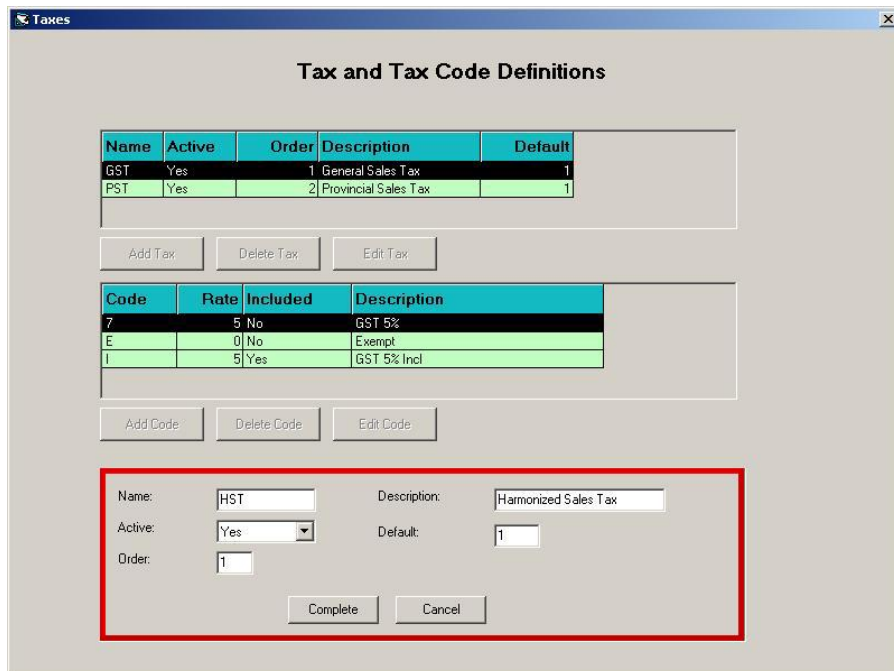 Taxes
Tax and Tax Code Definitions
Name Active Order Description Default
GST Yes 1 General Sales Tax 1
PST Yes 2 Provincial Sales Tax 1
Add Tax Delete Tax Edit Tax
Code Rate Included Description
7 5 No GST 5%
E 0 No Exempt
I 5 Yes GST 5% Incl
Add Code Delete Code Edit Code
Name: HST Description: Harmonized Sales Tax
Active: Yes Default: 1
Order: 1
Complete Cancel